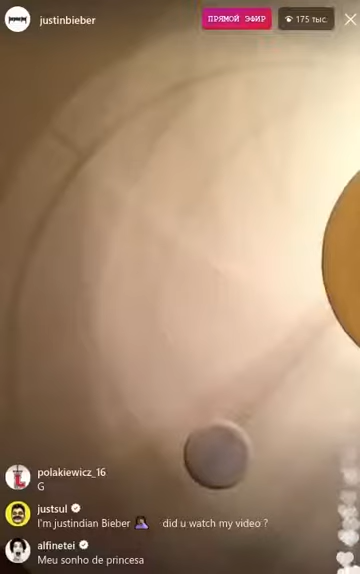 justinbieber
ПРЯМОЙ ЭФИР
175 тыс.
polakiewicz_16
G
justsul
I'm justindian Bieber 🤦🏾‍♀️ did u watch my video ?
alfinetei
Meu sonho de princesa